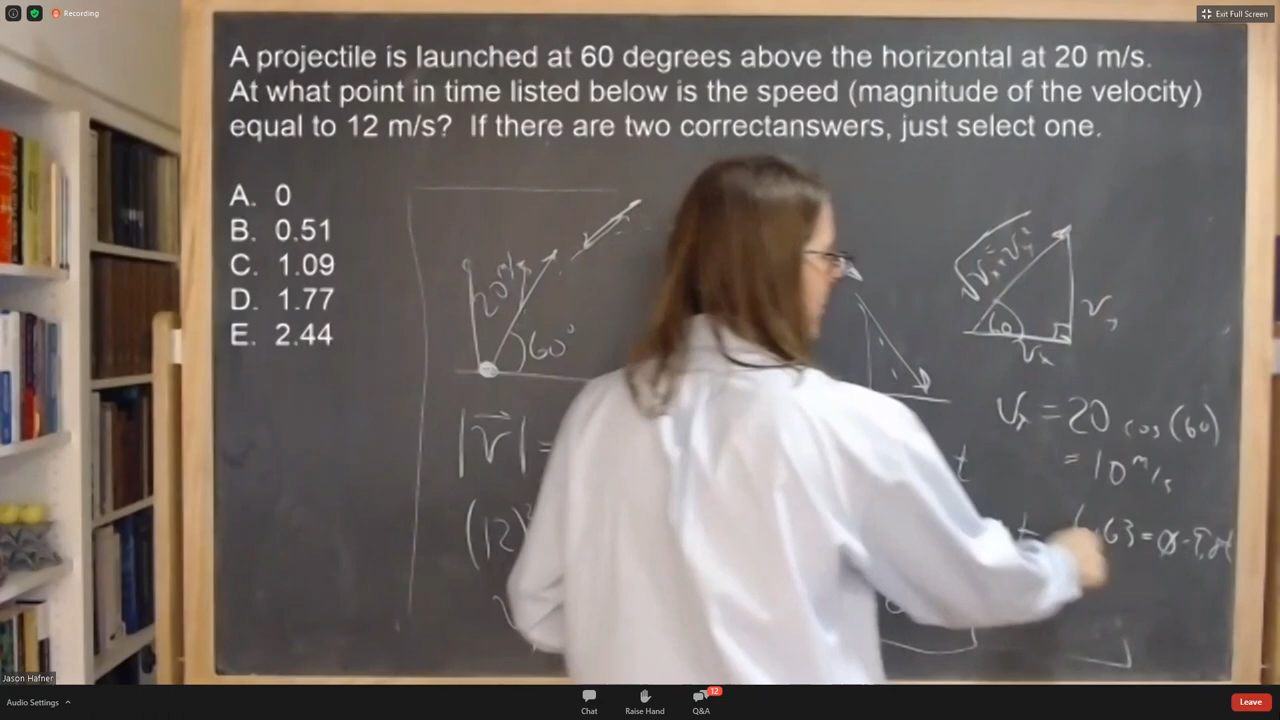 Recording
Exit Full Screen
A projectile is launched at 60 degrees above the horizontal at 20 m/s.
At what point in time listed below is the speed (magnitude of the velocity)
equal to 12 m/s? If there are two correctanswers, just select one.
A. 0
B. 0.51
C. 1.09
D. 1.77
E. 2.44
20 m/s
60°
60
Vx
Vy
√Vx²+Vy²
|v| =
(12)
Vx = 20 cos(60)
= 10 m/s
t
Jason Hafner
Audio Settings
Chat
Raise Hand
Q&A
12
Leave